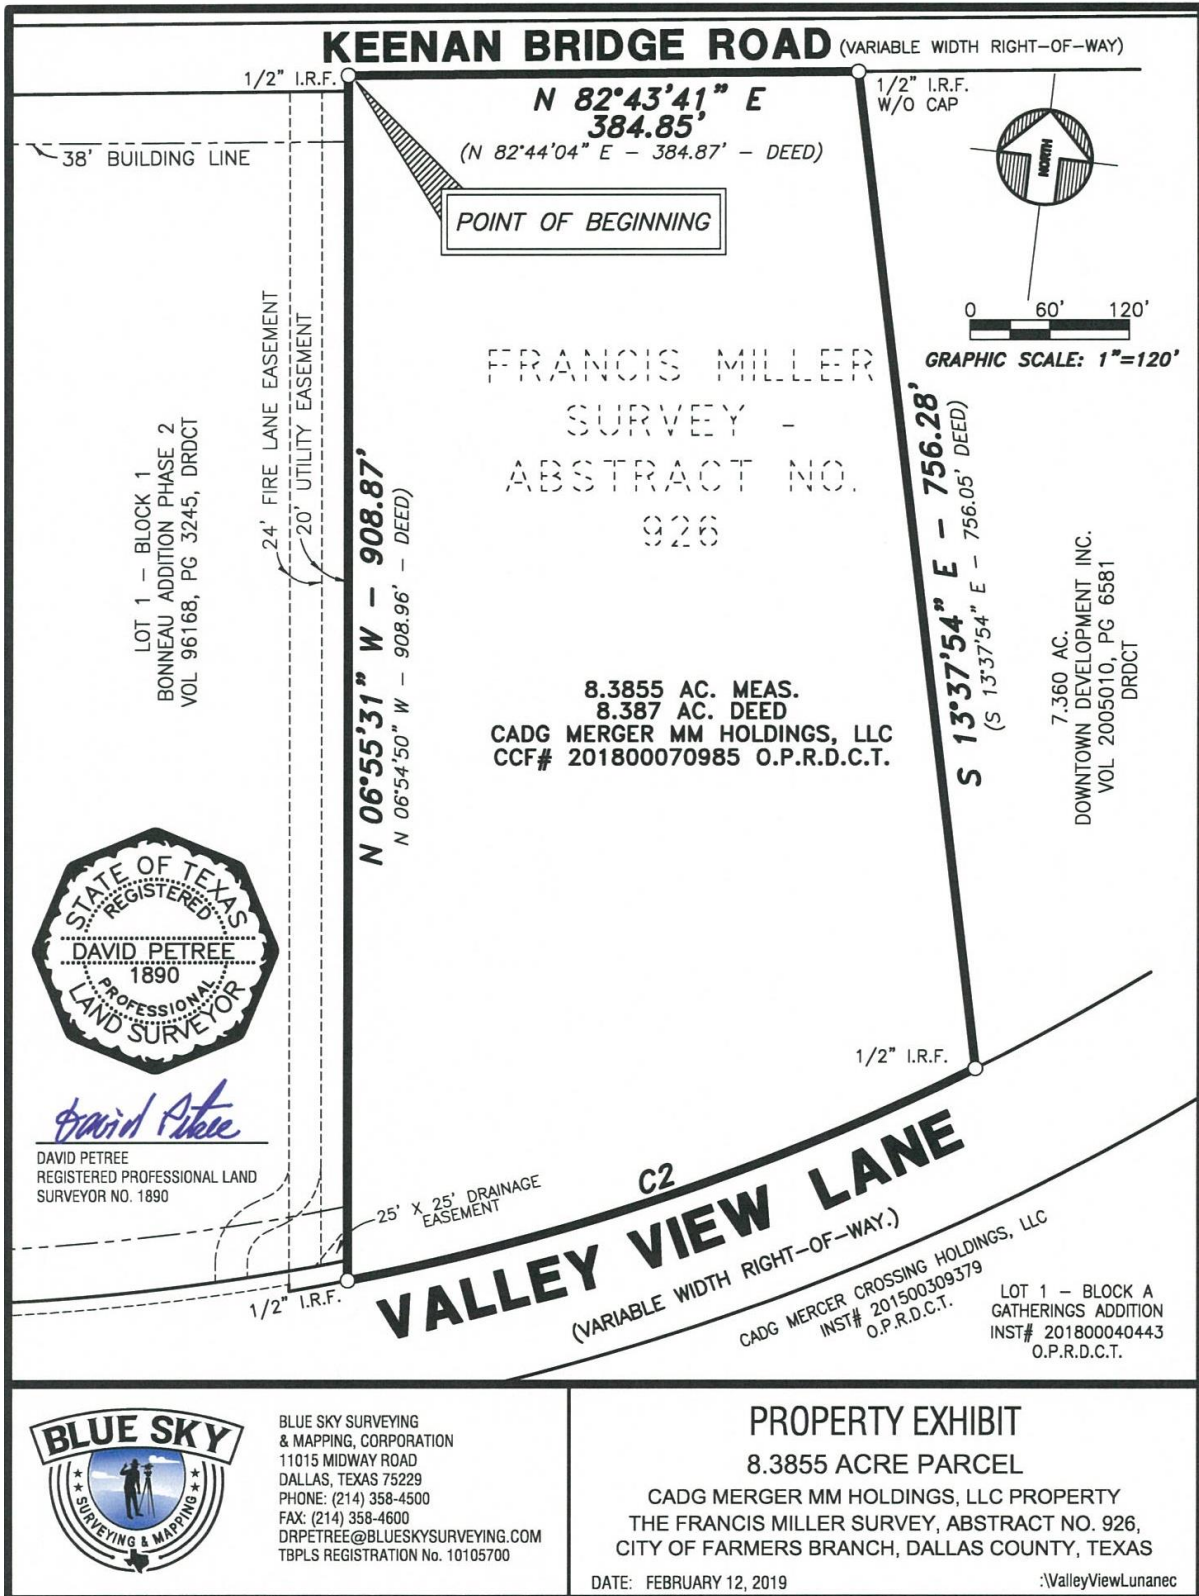 KEENAN BRIDGE ROAD (VARIABLE WIDTH RIGHT-OF-WAY)
1/2" I.R.F.
1/2" I.R.F.
W/O CAP
N 82°43'41" E
384.85'
(N 82°44'04" E - 384.87' - DEED)
38' BUILDING LINE
POINT OF BEGINNING
NORTH
0 60' 120'
GRAPHIC SCALE: 1"=120'
24' FIRE LANE EASEMENT
20' UTILITY EASEMENT
FRANCIS MILLER
SURVEY -
ABSTRACT NO.
926
LOT 1 - BLOCK 1
BONNEAU ADDITION PHASE 2
VOL 96168, PG 3245, DRDCT
N 06°55'31" W - 908.87'
N 06°54'50" W - 908.96' - DEED)
S 13°37'54" E - 756.28'
(S 13°37'54" E - 756.05' DEED)
7.360 AC.
DOWNTOWN DEVELOPMENT INC.
VOL 2005010, PG 6581
DRDCT
8.3855 AC. MEAS.
8.387 AC. DEED
CADG MERGER MM HOLDINGS, LLC
CCF# 201800070985 O.P.R.D.C.T.
STATE OF TEXAS
REGISTERED
DAVID PETREE
1890
PROFESSIONAL
LAND SURVEYOR
David Petree
DAVID PETREE
REGISTERED PROFESSIONAL LAND
SURVEYOR NO. 1890
1/2" I.R.F.
25' X 25' DRAINAGE
EASEMENT
C2
1/2" I.R.F.
VALLEY VIEW LANE
(VARIABLE WIDTH RIGHT-OF-WAY.)
CADG MERCER CROSSING HOLDINGS, LLC
INST# 201500309379
O.P.R.D.C.T.
LOT 1 - BLOCK A
GATHERINGS ADDITION
INST# 201800040443
O.P.R.D.C.T.
BLUE SKY
SURVEYING & MAPPING
BLUE SKY SURVEYING
& MAPPING, CORPORATION
11015 MIDWAY ROAD
DALLAS, TEXAS 75229
PHONE: (214) 358-4500
FAX: (214) 358-4600
DRPETREE@BLUESKYSURVEYING.COM
TBPLS REGISTRATION No. 10105700
PROPERTY EXHIBIT
8.3855 ACRE PARCEL
CADG MERGER MM HOLDINGS, LLC PROPERTY
THE FRANCIS MILLER SURVEY, ABSTRACT NO. 926,
CITY OF FARMERS BRANCH, DALLAS COUNTY, TEXAS
DATE: FEBRUARY 12, 2019
:\ValleyViewLunanec